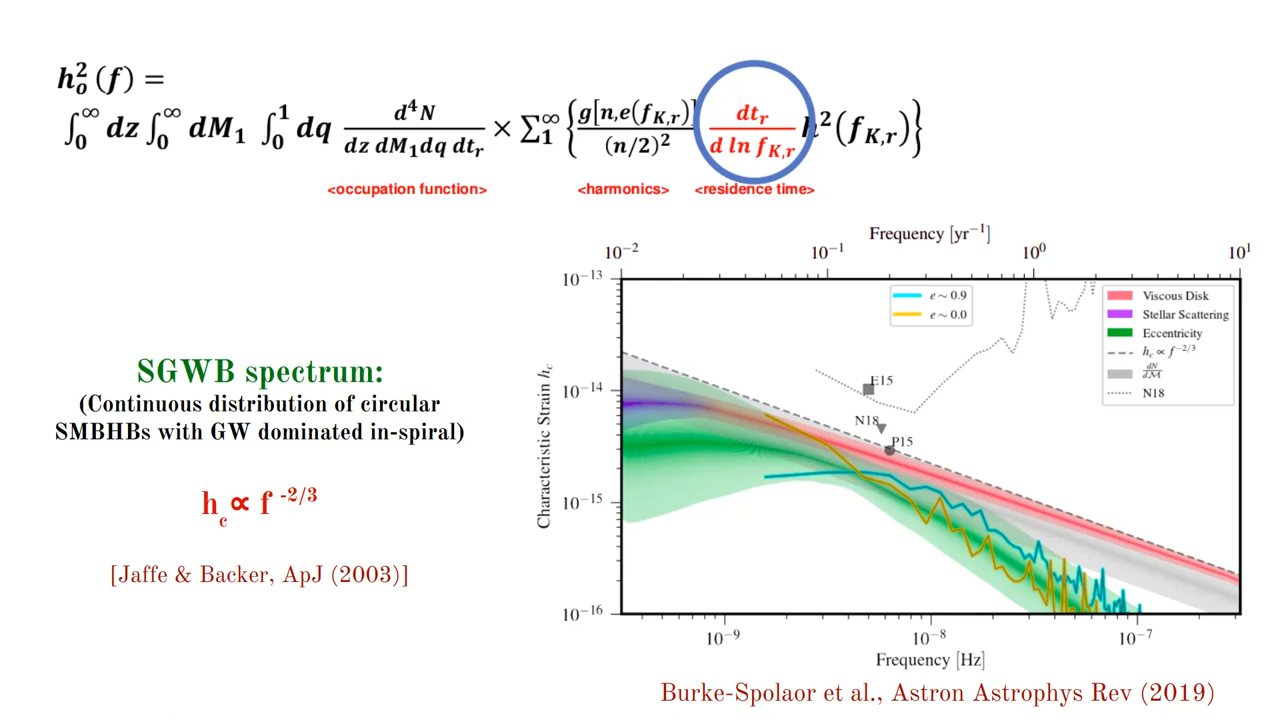 h_o^2 (f) =
∫_0^∞ dz ∫_0^∞ dM_1 ∫_0^1 dq d^4N / dz dM_1dq dt_r × Σ_1^∞ { g[n,e(f_{K,r})] / (n/2)^2 dt_r / d ln f_{K,r} h^2(f_{K,r}) }
<occupation function> <harmonics> <residence time>
Frequency [yr^{−1}]
10^{−2} 10^{−1} 10^0 10^1
10^{−13}
10^{−14}
10^{−15}
10^{−16}
Characteristic Strain h_c
e ~ 0.9
e ~ 0.0
Viscous Disk
Stellar Scattering
Eccentricity
h_c ∝ f^{−2/3}
dN / dM
N18
E15
N18
P15
10^{−9} 10^{−8} 10^{−7}
Frequency [Hz]
SGWB spectrum:
(Continuous distribution of circular
SMBHBs with GW dominated in-spiral)
h_c ∝ f ^{-2/3}
[Jaffe & Backer, ApJ (2003)]
Burke-Spolaor et al., Astron Astrophys Rev (2019)